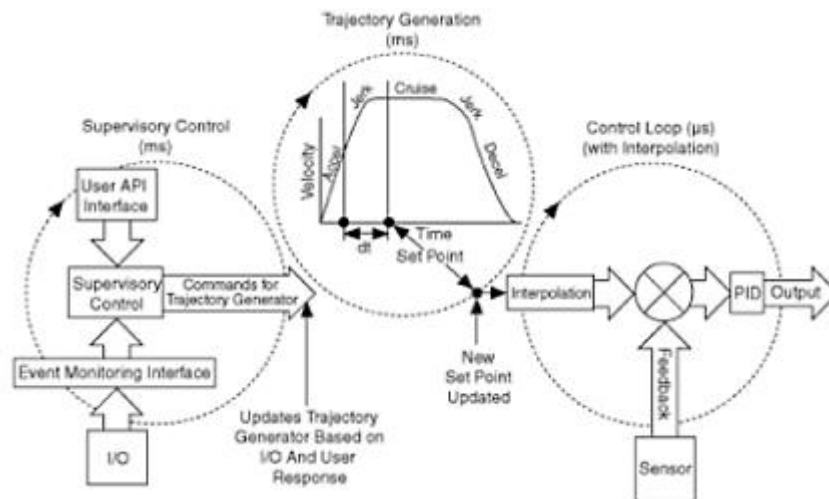 Trajectory Generation
(ms)
Jerk
Cruise
Jerk
Accel
Decel
Velocity
Time
dt
Set Point
Supervisory Control
(ms)
User API
Interface
Supervisory
Control
Commands for
Trajectory Generator
Event Monitoring Interface
I/O
Updates Trajectory
Generator Based on
I/O And User
Response
Control Loop (µs)
(with Interpolation)
Interpolation
PID
Output
New
Set Point
Updated
Feedback
Sensor